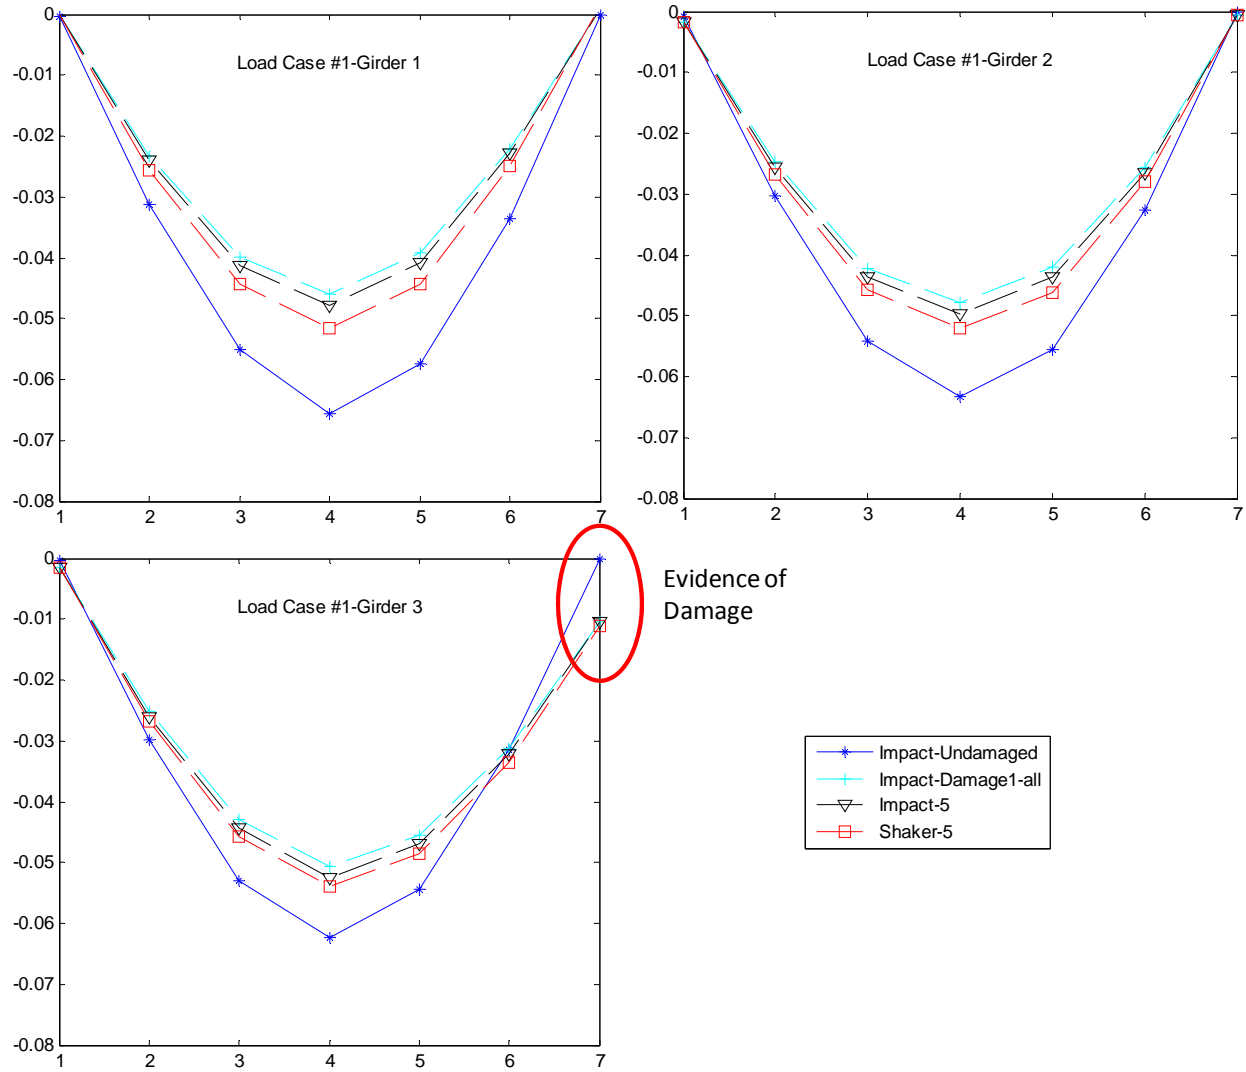 0
-0.01
-0.02
-0.03
-0.04
-0.05
-0.06
-0.07
-0.08
1 2 3 4 5 6 7
Load Case #1-Girder 1
0
-0.01
-0.02
-0.03
-0.04
-0.05
-0.06
-0.07
-0.08
1 2 3 4 5 6 7
Load Case #1-Girder 2
0
-0.01
-0.02
-0.03
-0.04
-0.05
-0.06
-0.07
-0.08
1 2 3 4 5 6 7
Load Case #1-Girder 3
Evidence of
Damage
Impact-Undamaged
Impact-Damage1-all
Impact-5
Shaker-5